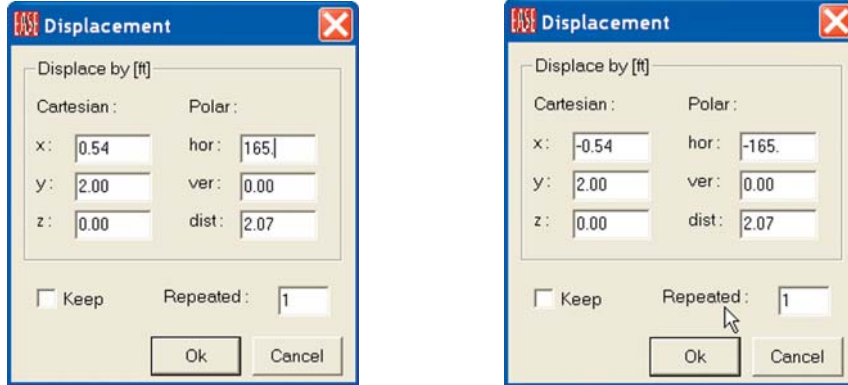 EASE Displacement
Displace by [ft]
Cartesian : Polar :
x : 0.54 hor : 165.
y : 2.00 ver : 0.00
z : 0.00 dist : 2.07
Keep Repeated : 1
Ok Cancel
EASE Displacement
Displace by [ft]
Cartesian : Polar :
x : -0.54 hor : -165.
y : 2.00 ver : 0.00
z : 0.00 dist : 2.07
Keep Repeated : 1
Ok Cancel